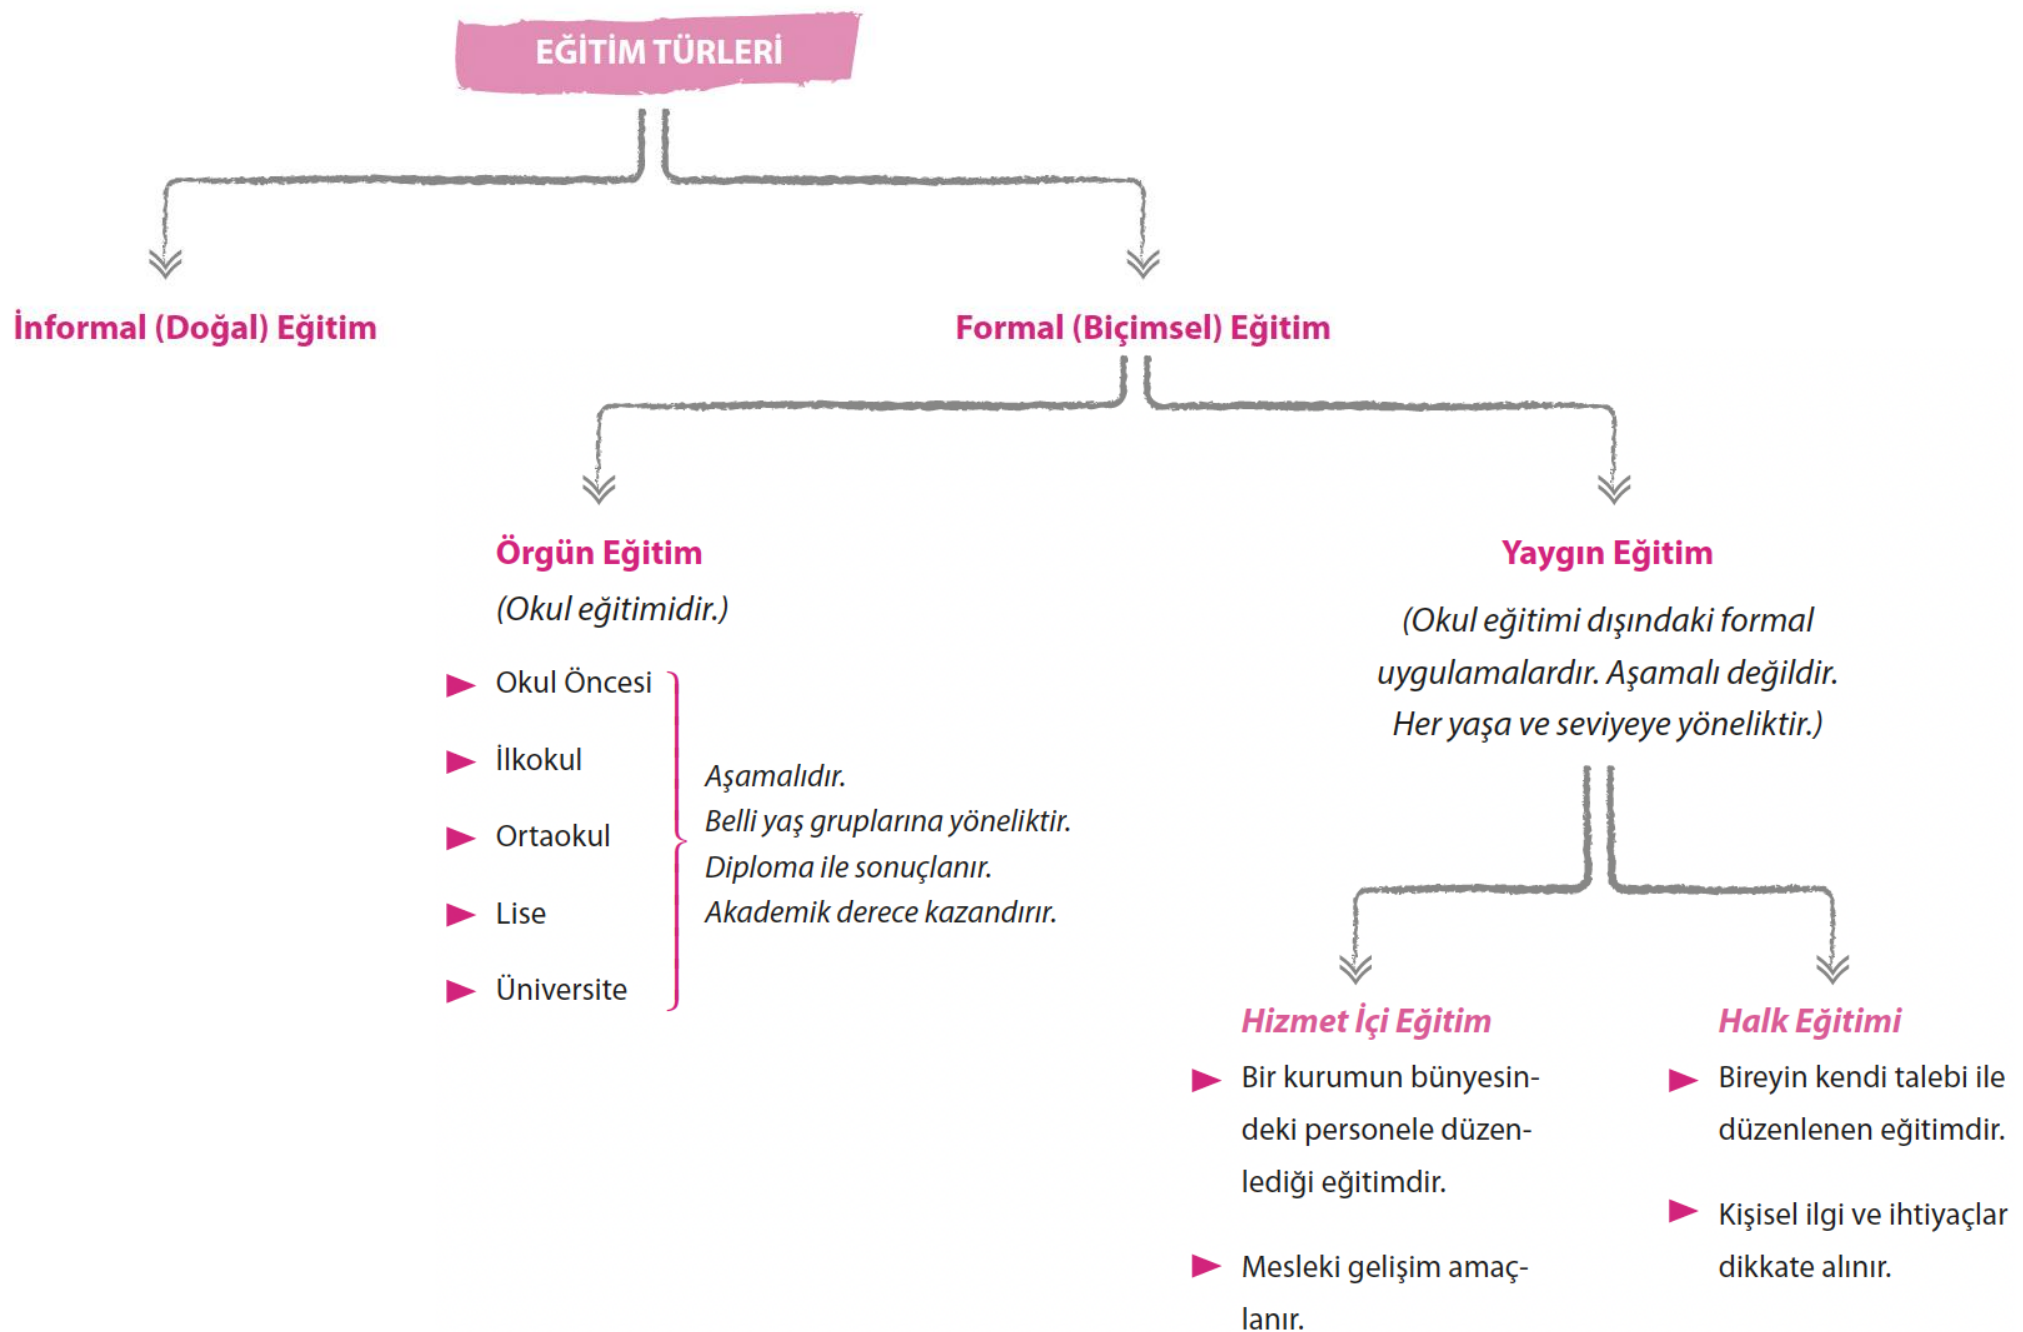 EĞİTİM TÜRLERİ
İnformal (Doğal) Eğitim
Formal (Biçimsel) Eğitim
Örgün Eğitim
(Okul eğitimidir.)
Okul Öncesi
İlkokul
Ortaokul
Lise
Üniversite
Aşamalıdır.
Belli yaş gruplarına yöneliktir.
Diploma ile sonuçlanır.
Akademik derece kazandırır.
Yaygın Eğitim
(Okul eğitimi dışındaki formal
uygulamalardır. Aşamalı değildir.
Her yaşa ve seviyeye yöneliktir.)
Hizmet İçi Eğitim
Bir kurumun bünyesin-
deki personele düzen-
lediği eğitimdir.
Mesleki gelişim amaç-
lanır.
Halk Eğitimi
Bireyin kendi talebi ile
düzenlenen eğitimdir.
Kişisel ilgi ve ihtiyaçlar
dikkate alınır.